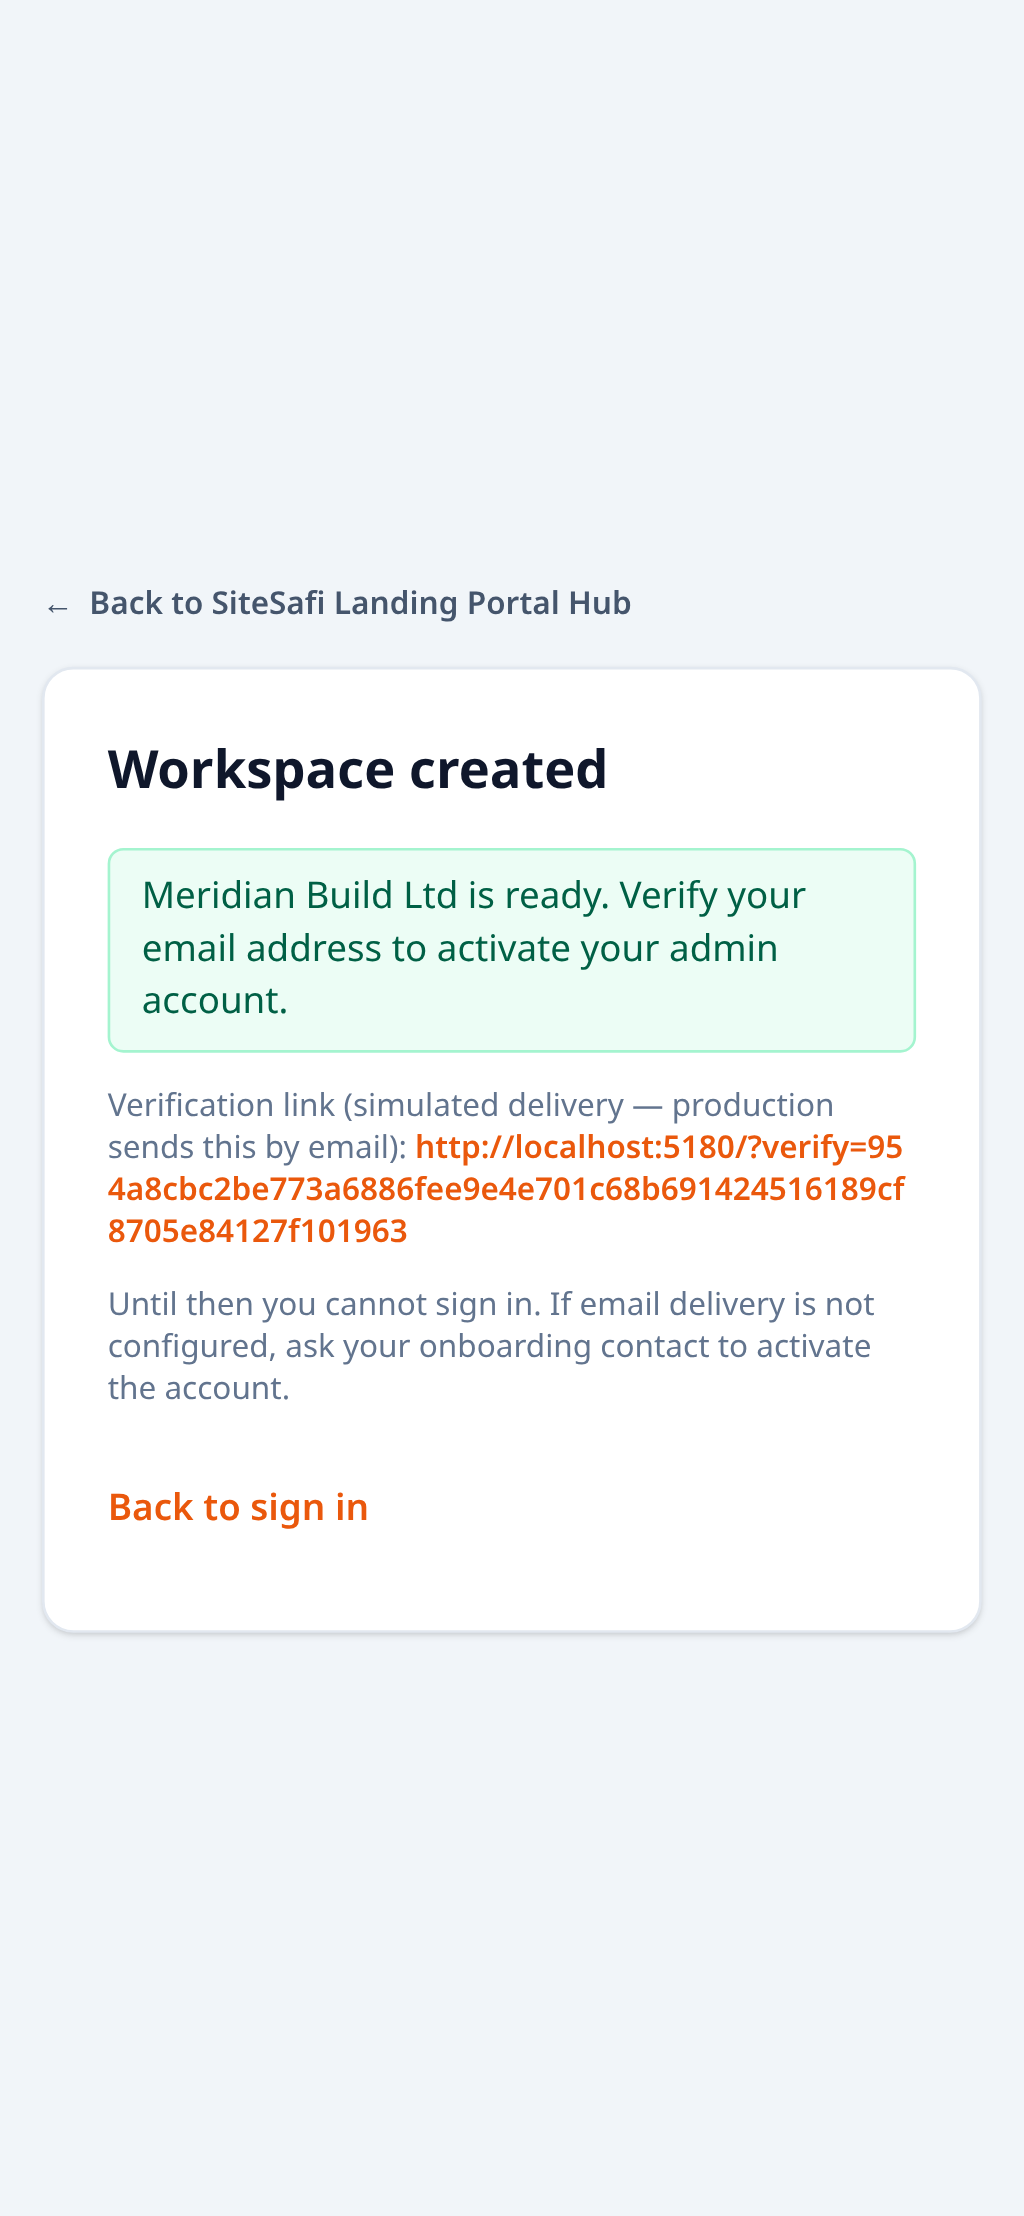 ← Back to SiteSafi Landing Portal Hub
Workspace created
Meridian Build Ltd is ready. Verify your
email address to activate your admin
account.
Verification link (simulated delivery — production
sends this by email): http://localhost:5180/?verify=95
4a8cbc2be773a6886fee9e4e701c68b691424516189cf
8705e84127f101963
Until then you cannot sign in. If email delivery is not
configured, ask your onboarding contact to activate
the account.
Back to sign in